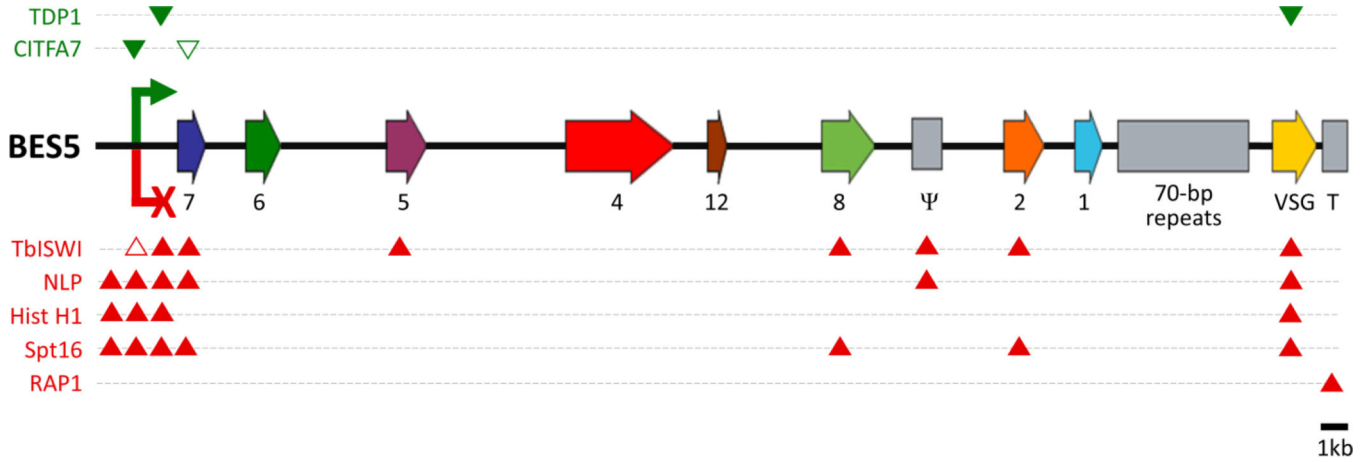 TDP1
CITFA7
BES5
7 6 5 4 12 8 Ψ 2 1 70-bp repeats VSG T
TbISWI
NLP
Hist H1
Spt16
RAP1
1kb